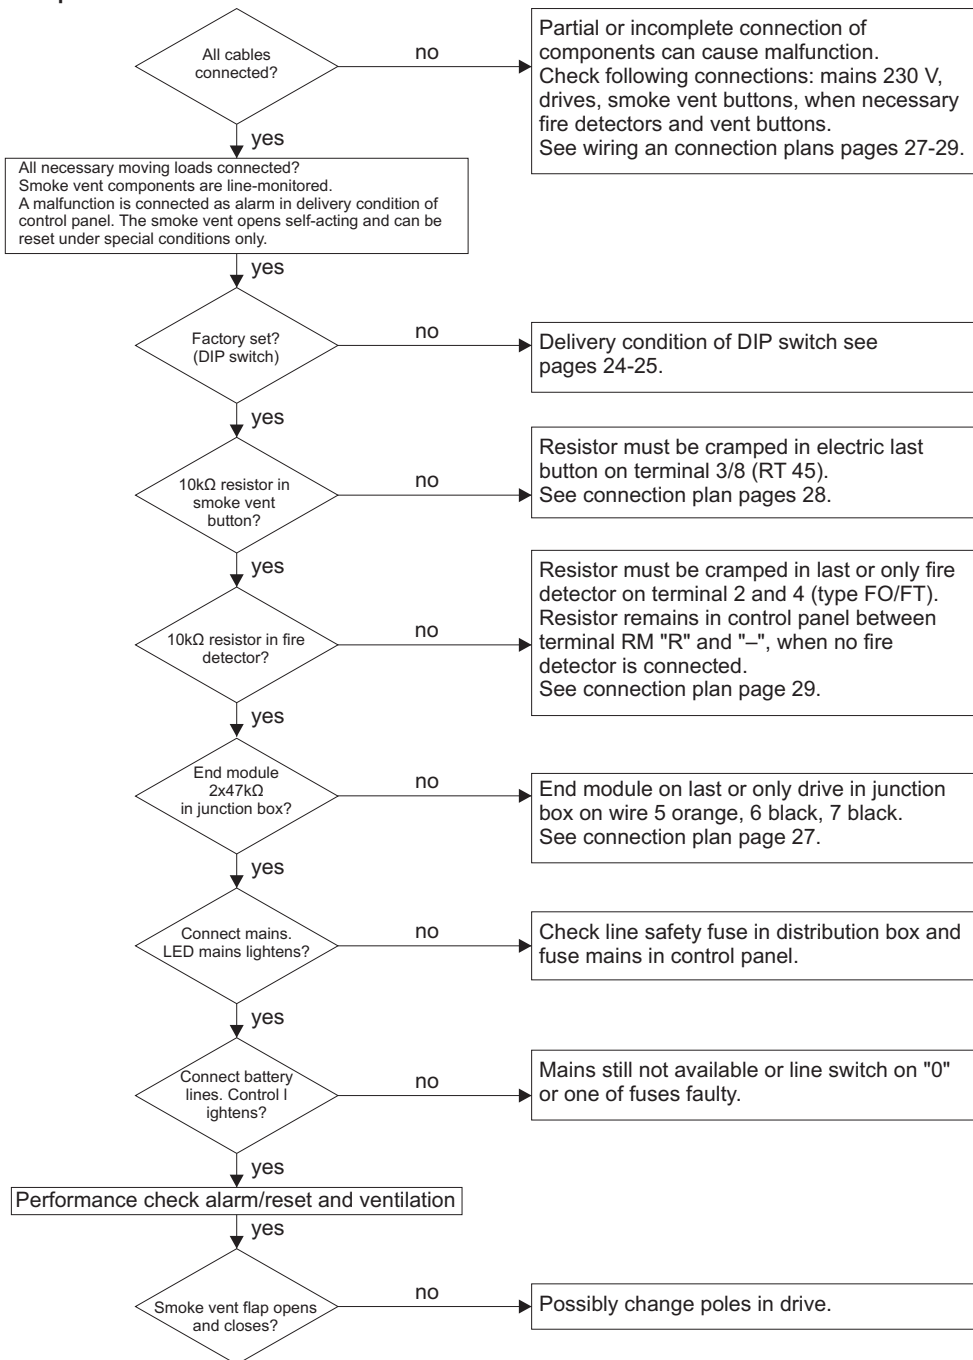 All cables
connected?
no
Partial or incomplete connection of
components can cause malfunction.
Check following connections: mains 230 V,
drives, smoke vent buttons, when necessary
fire detectors and vent buttons.
See wiring an connection plans pages 27-29.
yes
All necessary moving loads connected?
Smoke vent components are line-monitored.
A malfunction is connected as alarm in delivery condition of
control panel. The smoke vent opens self-acting and can be
reset under special conditions only.
yes
Factory set?
(DIP switch)
no
Delivery condition of DIP switch see
pages 24-25.
yes
10kΩ resistor in
smoke vent
button?
no
Resistor must be cramped in electric last
button on terminal 3/8 (RT 45).
See connection plan pages 28.
yes
10kΩ resistor in fire
detector?
no
Resistor must be cramped in last or only fire
detector on terminal 2 and 4 (type FO/FT).
Resistor remains in control panel between
terminal RM "R" and "–", when no fire
detector is connected.
See connection plan page 29.
yes
End module
2x47kΩ
in junction box?
no
End module on last or only drive in junction
box on wire 5 orange, 6 black, 7 black.
See connection plan page 27.
yes
Connect mains.
LED mains lightens?
no
Check line safety fuse in distribution box and
fuse mains in control panel.
yes
Connect battery
lines. Control l
ightens?
no
Mains still not available or line switch on "0"
or one of fuses faulty.
yes
Performance check alarm/reset and ventilation
yes
Smoke vent flap opens
and closes?
no
Possibly change poles in drive.